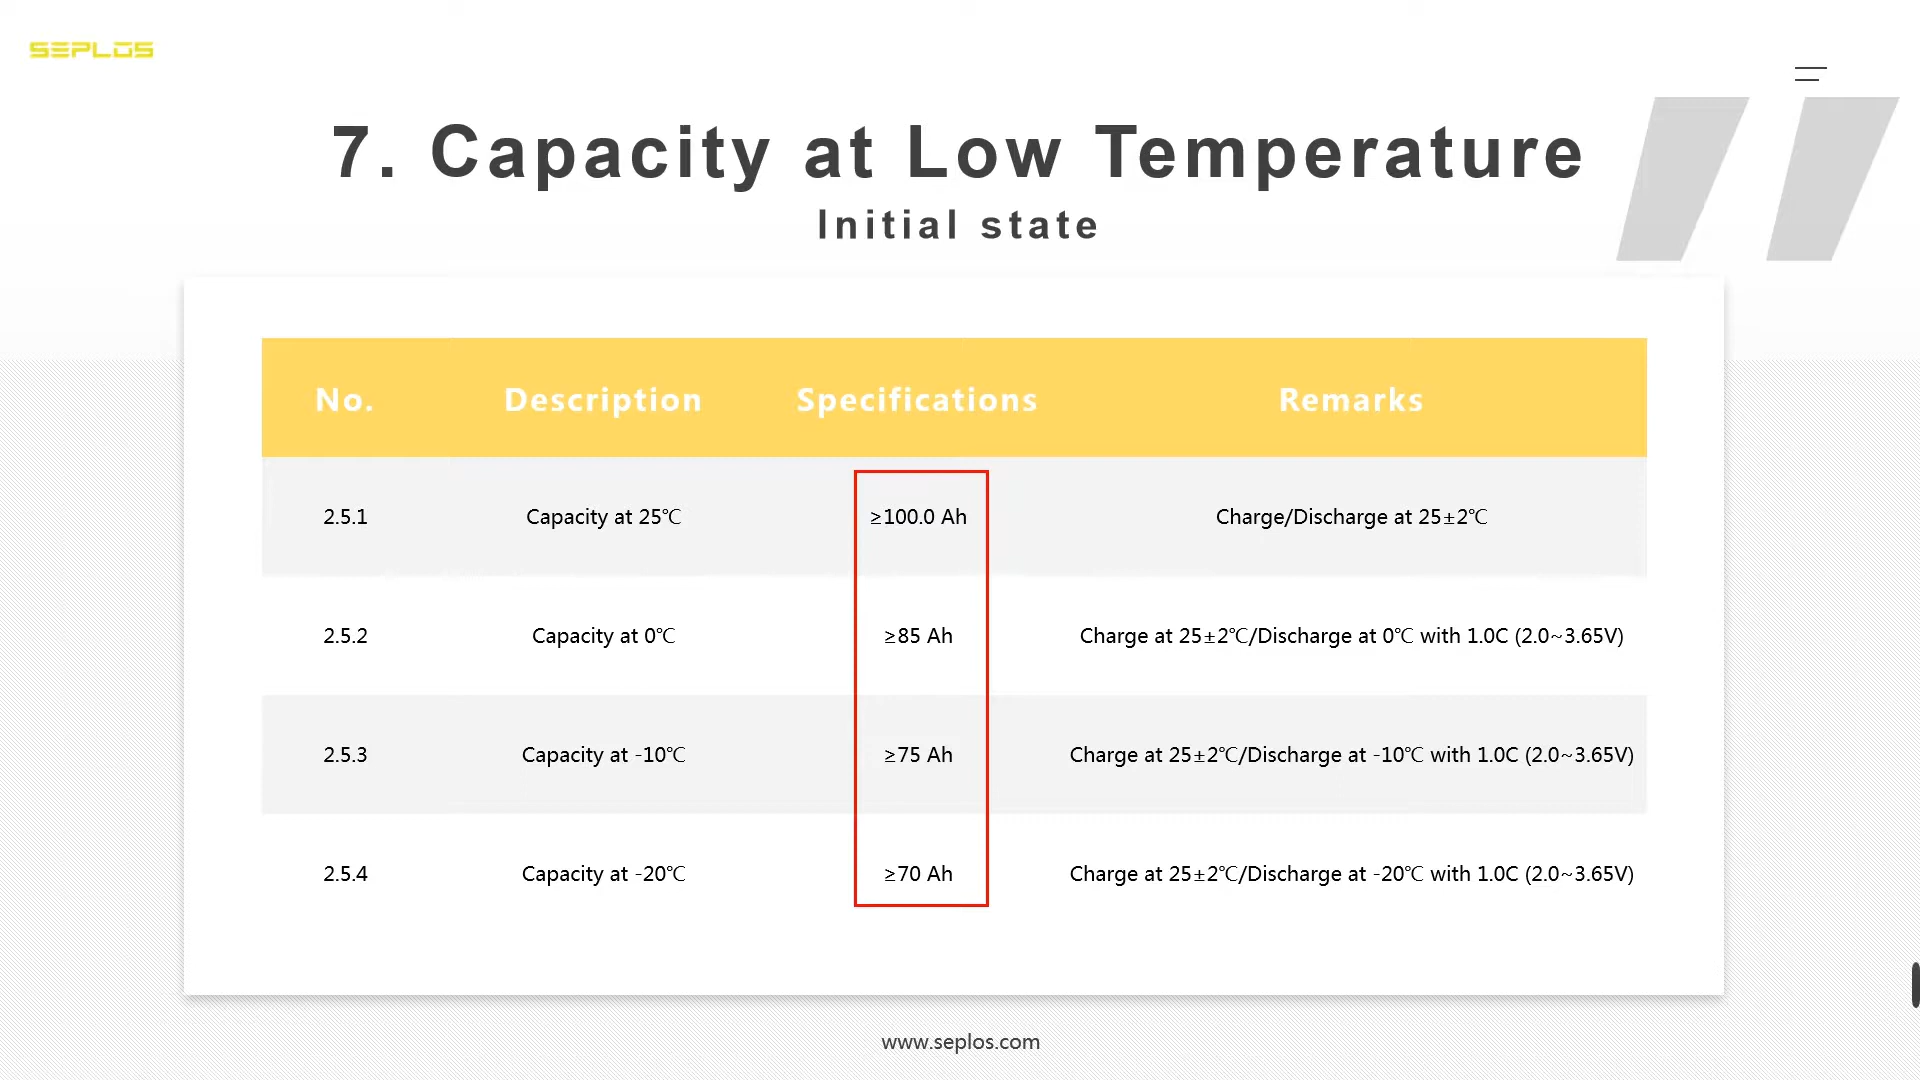 SEPLOS
7. Capacity at Low Temperature
Initial state
No. Description Specifications Remarks
2.5.1 Capacity at 25℃ ≥100.0 Ah Charge/Discharge at 25±2℃
2.5.2 Capacity at 0℃ ≥85 Ah Charge at 25±2℃/Discharge at 0℃ with 1.0C (2.0~3.65V)
2.5.3 Capacity at -10℃ ≥75 Ah Charge at 25±2℃/Discharge at -10℃ with 1.0C (2.0~3.65V)
2.5.4 Capacity at -20℃ ≥70 Ah Charge at 25±2℃/Discharge at -20℃ with 1.0C (2.0~3.65V)
www.seplos.com